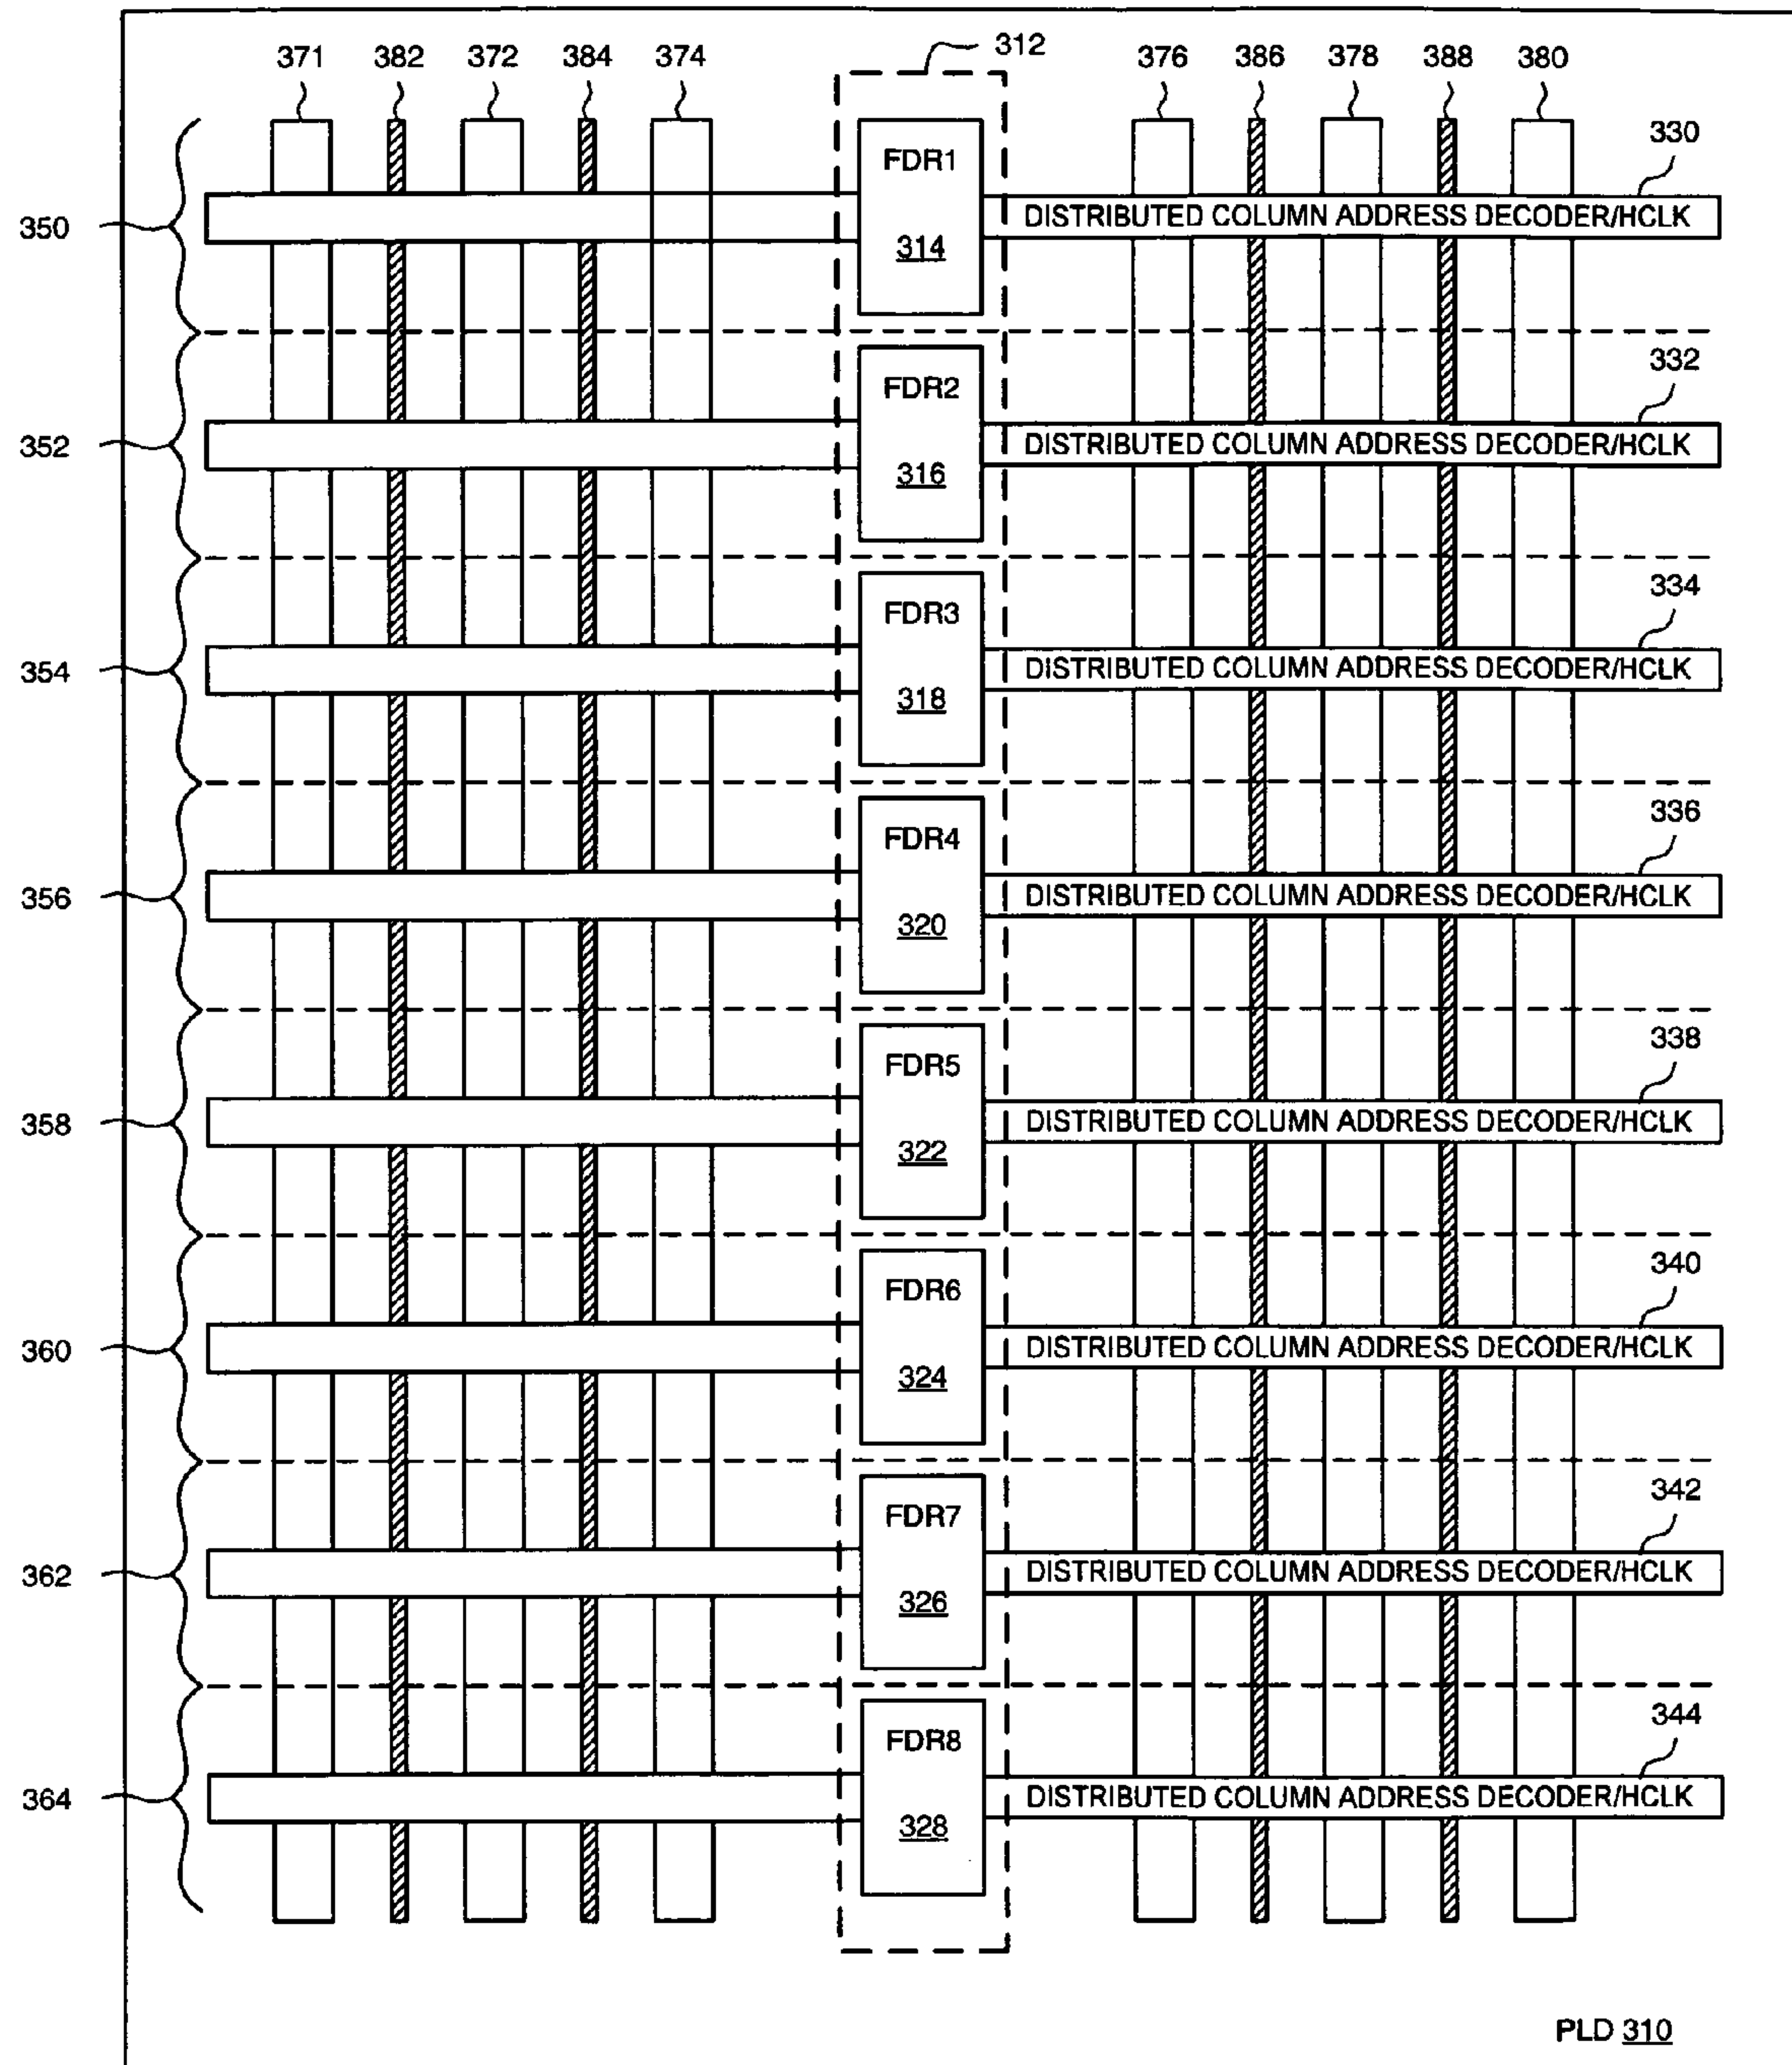 312
371 382 372 384 374 376 386 378 388 380
330
FDR1
350 314 DISTRIBUTED COLUMN ADDRESS DECODER/HCLK
332
FDR2
352 316 DISTRIBUTED COLUMN ADDRESS DECODER/HCLK
334
FDR3
354 318 DISTRIBUTED COLUMN ADDRESS DECODER/HCLK
336
FDR4
356 320 DISTRIBUTED COLUMN ADDRESS DECODER/HCLK
338
FDR5
358 322 DISTRIBUTED COLUMN ADDRESS DECODER/HCLK
340
FDR6
360 324 DISTRIBUTED COLUMN ADDRESS DECODER/HCLK
342
FDR7
362 326 DISTRIBUTED COLUMN ADDRESS DECODER/HCLK
344
FDR8
364 328 DISTRIBUTED COLUMN ADDRESS DECODER/HCLK
PLD 310